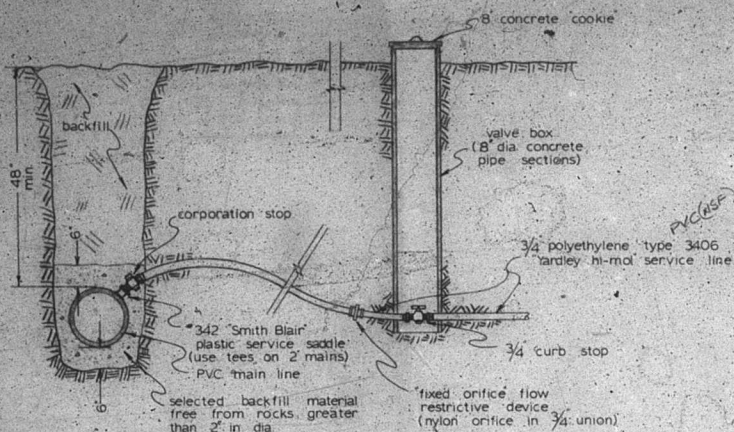 8" concrete "cookie"
backfill
valve box
(8" dia. concrete
pipe sections)
48" min.
corporation stop
PVC (NSF)
3/4" polyethylene type 3406
"Yardley hi-mol" service line
6"
"342 "Smith Blair"
plastic service saddle
(use tees on 2" mains)
PVC main line
3/4" curb stop
selected backfill material
free from rocks greater
than 2" in dia.
6"
"fixed orifice" flow
restrictive device
(nylon orifice in 3/4" union)